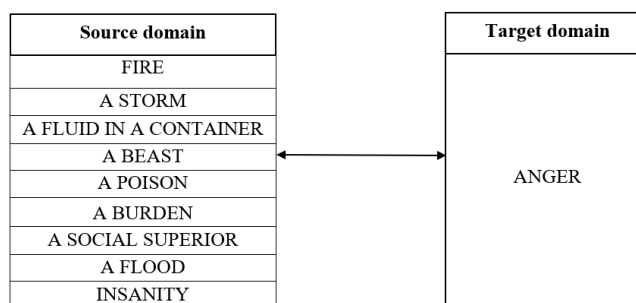 Source domain
FIRE
A STORM
A FLUID IN A CONTAINER
A BEAST
A POISON
A BURDEN
A SOCIAL SUPERIOR
A FLOOD
INSANITY
Target domain
ANGER